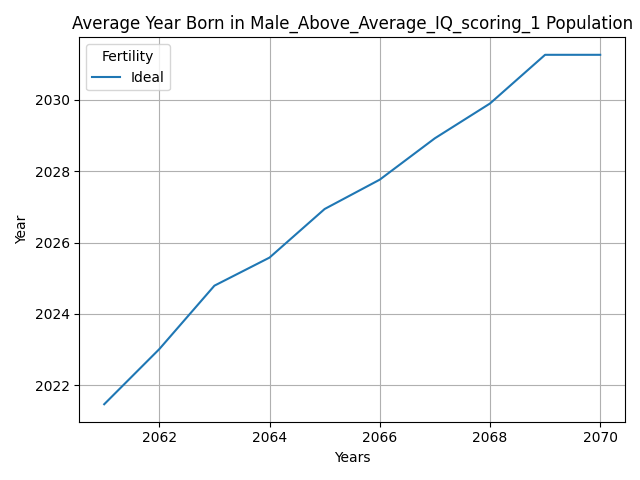 Average Year Born in Male_Above_Average_IQ_scoring_1 Population
Fertility
Ideal
2030
2028
2026
2024
2022
Year
2062 2064 2066 2068 2070
Years